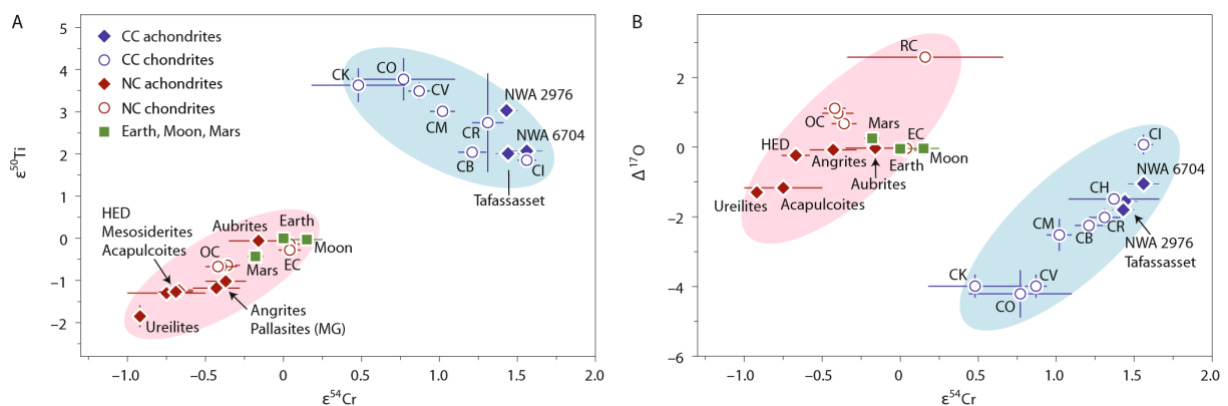 A
CC achondrites
CC chondrites
NC achondrites
NC chondrites
Earth, Moon, Mars
5
4
3
2
1
0
−1
−2
ε⁵⁰Ti
CK
CO
CV
CM
CR
CB
NWA 2976
NWA 6704
CI
Tafassasset
HED
Mesosiderites
Acapulcoites
OC
Aubrites
Earth
Moon
Mars
EC
Angrites
Pallasites (MG)
Ureilites
−1.0
−0.5
0
0.5
1.0
1.5
2.0
ε⁵⁴Cr
B
2
0
−2
−4
−6
Δ¹⁷O
RC
OC
Mars
EC
HED
Angrites
Earth
Moon
Aubrites
Ureilites
Acapulcoites
CI
NWA 6704
CH
CM
CB
CR
NWA 2976
Tafassasset
CK
CV
CO
−1.0
−0.5
0
0.5
1.0
1.5
2.0
ε⁵⁴Cr